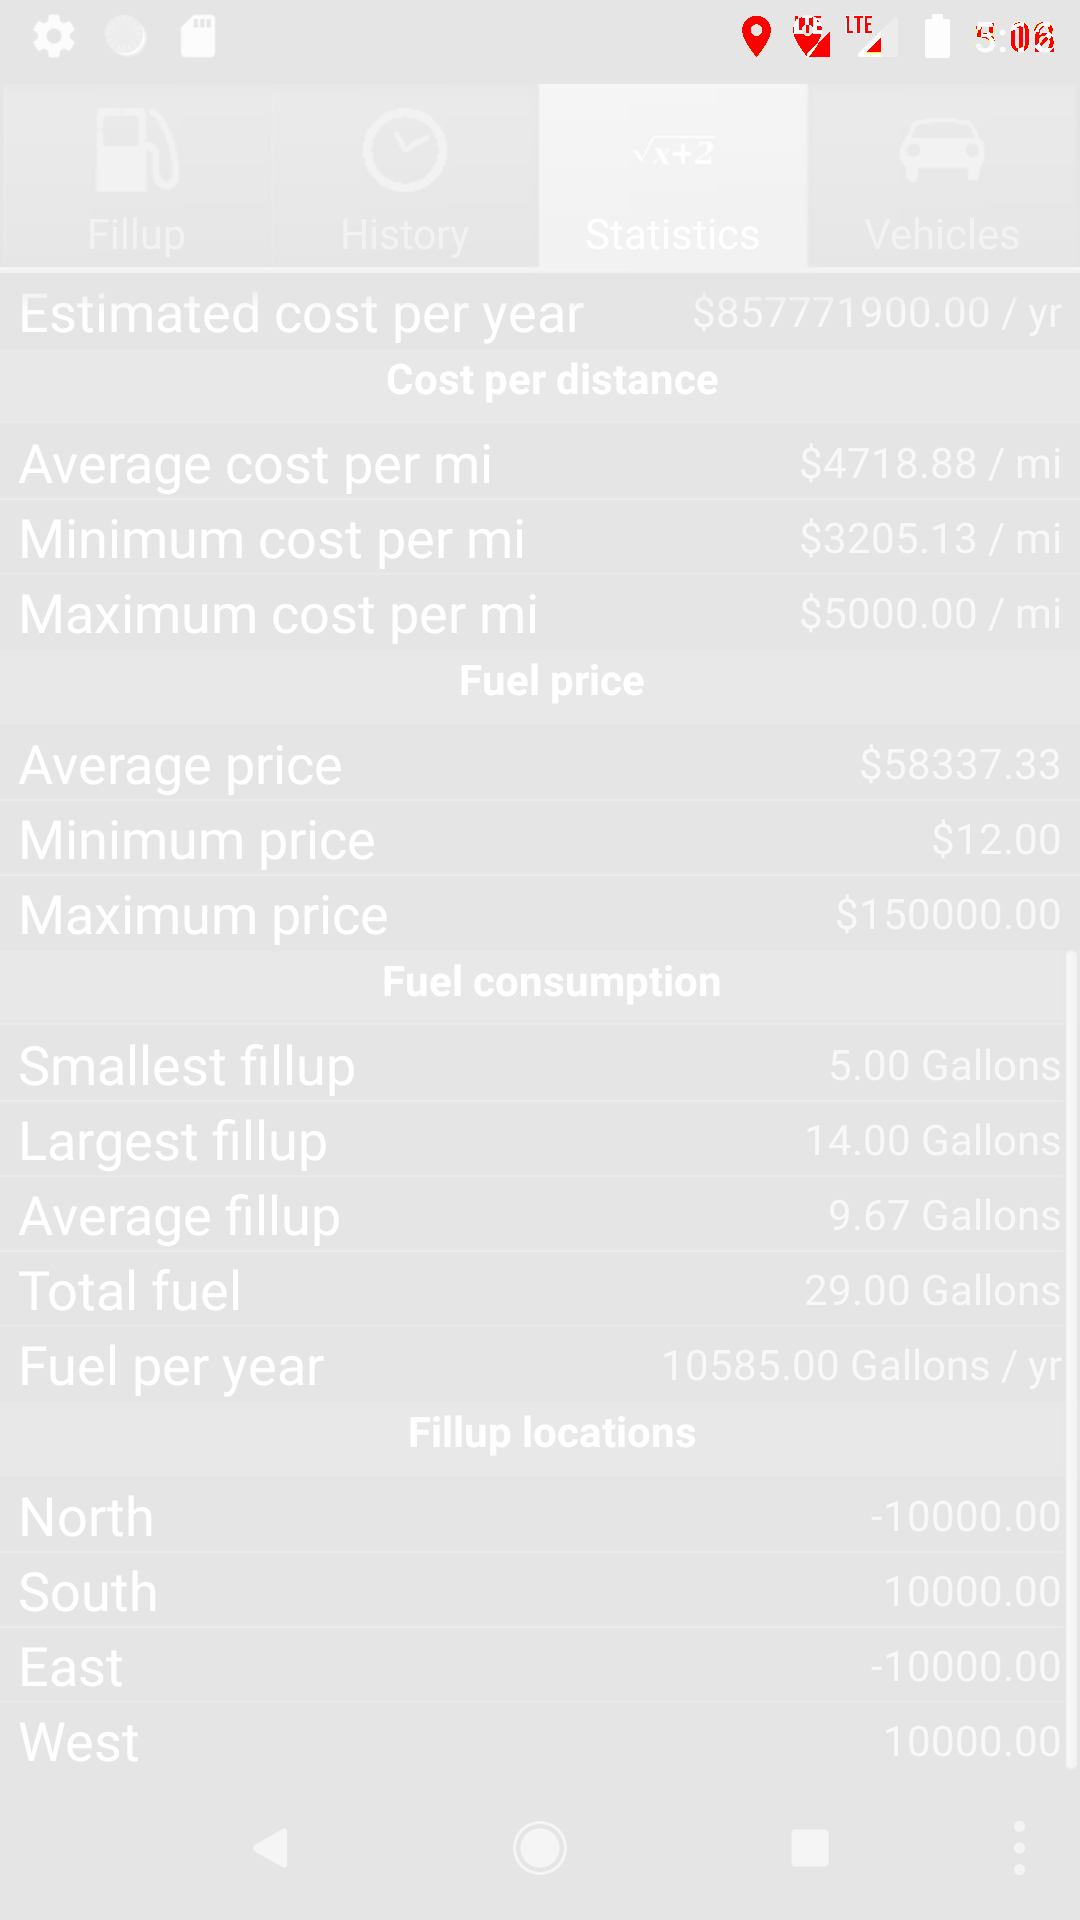 LTE LTE
Fillup History √x+2 Statistics Vehicles
Estimated cost per year $857771900.00 / yr
Cost per distance
Average cost per mi $4718.88 / mi
Minimum cost per mi $3205.13 / mi
Maximum cost per mi $5000.00 / mi
Fuel price
Average price $58337.33
Minimum price $12.00
Maximum price $150000.00
Fuel consumption
Smallest fillup 5.00 Gallons
Largest fillup 14.00 Gallons
Average fillup 9.67 Gallons
Total fuel 29.00 Gallons
Fuel per year 10585.00 Gallons / yr
Fillup locations
North -10000.00
South 10000.00
East -10000.00
West 10000.00